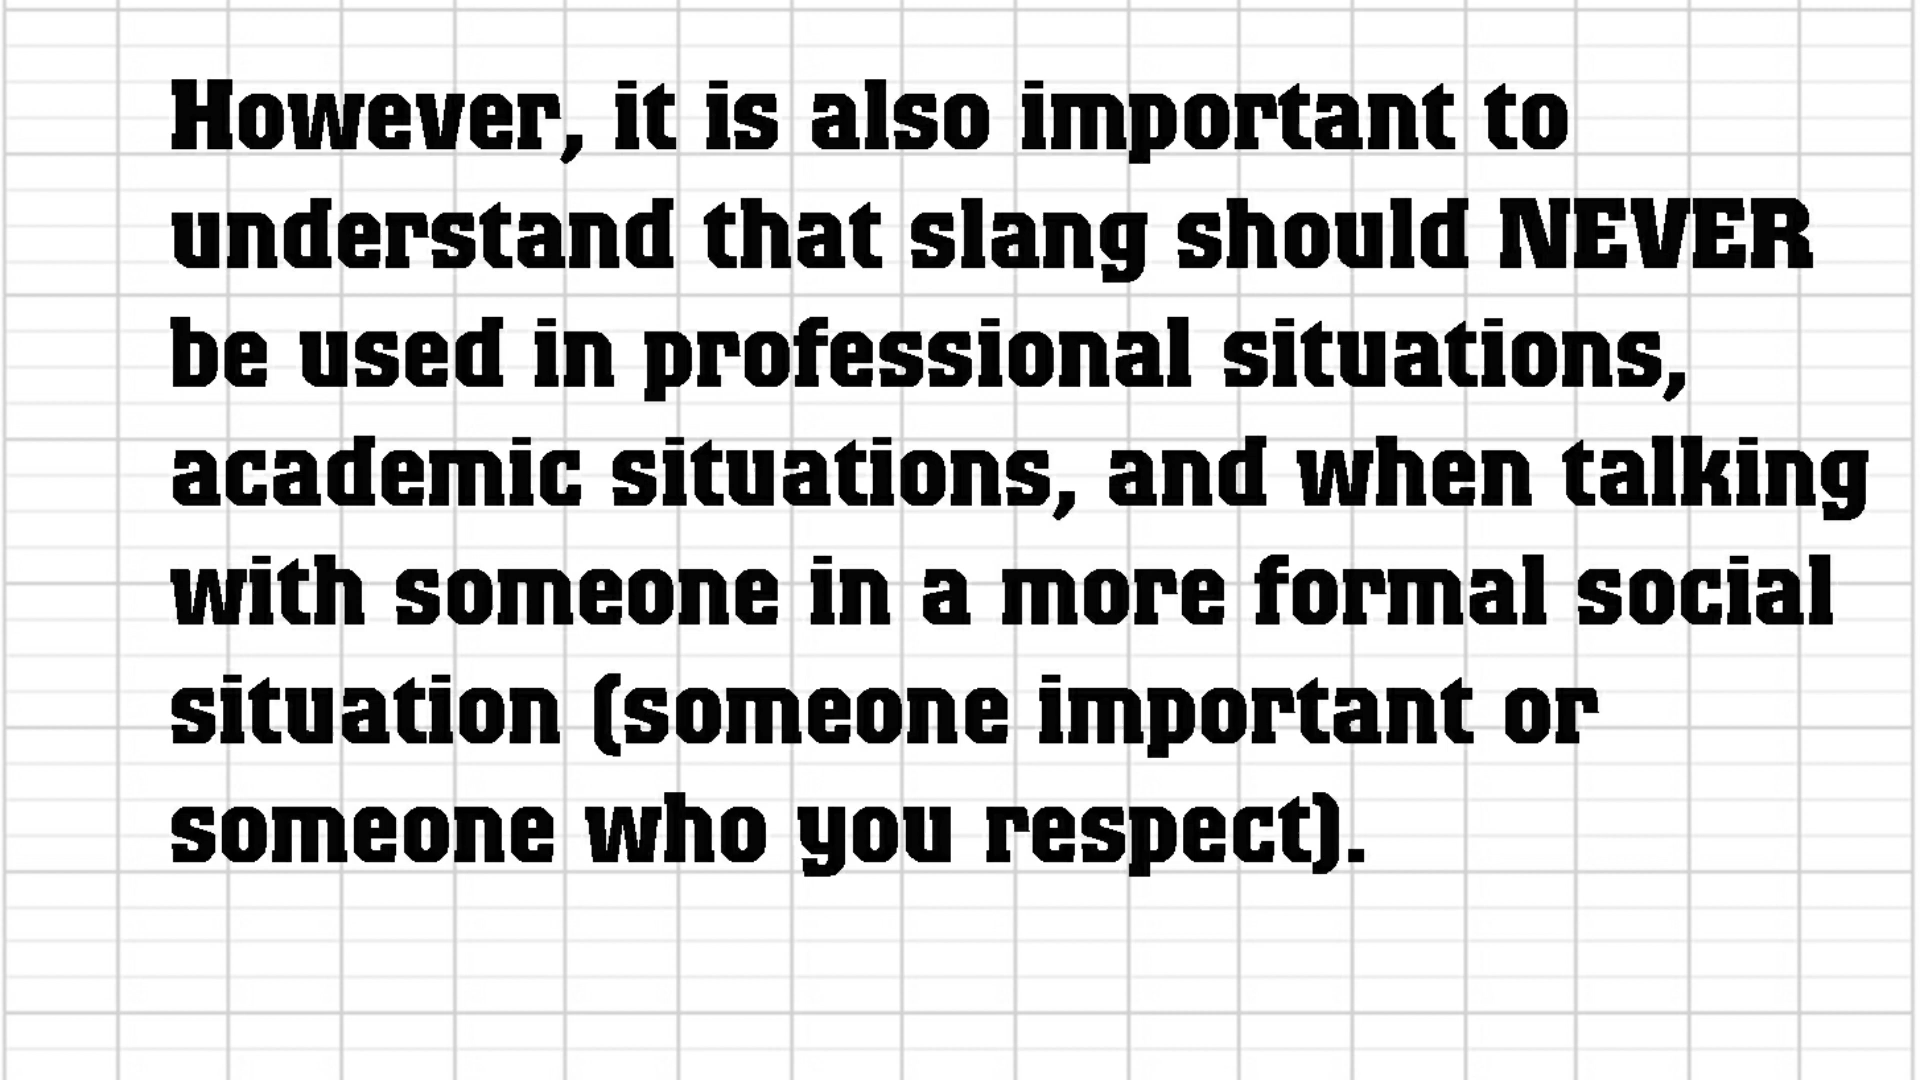 However, it is also important to
understand that slang should NEVER
be used in professional situations,
academic situations, and when talking
with someone in a more formal social
situation (someone important or
someone who you respect).